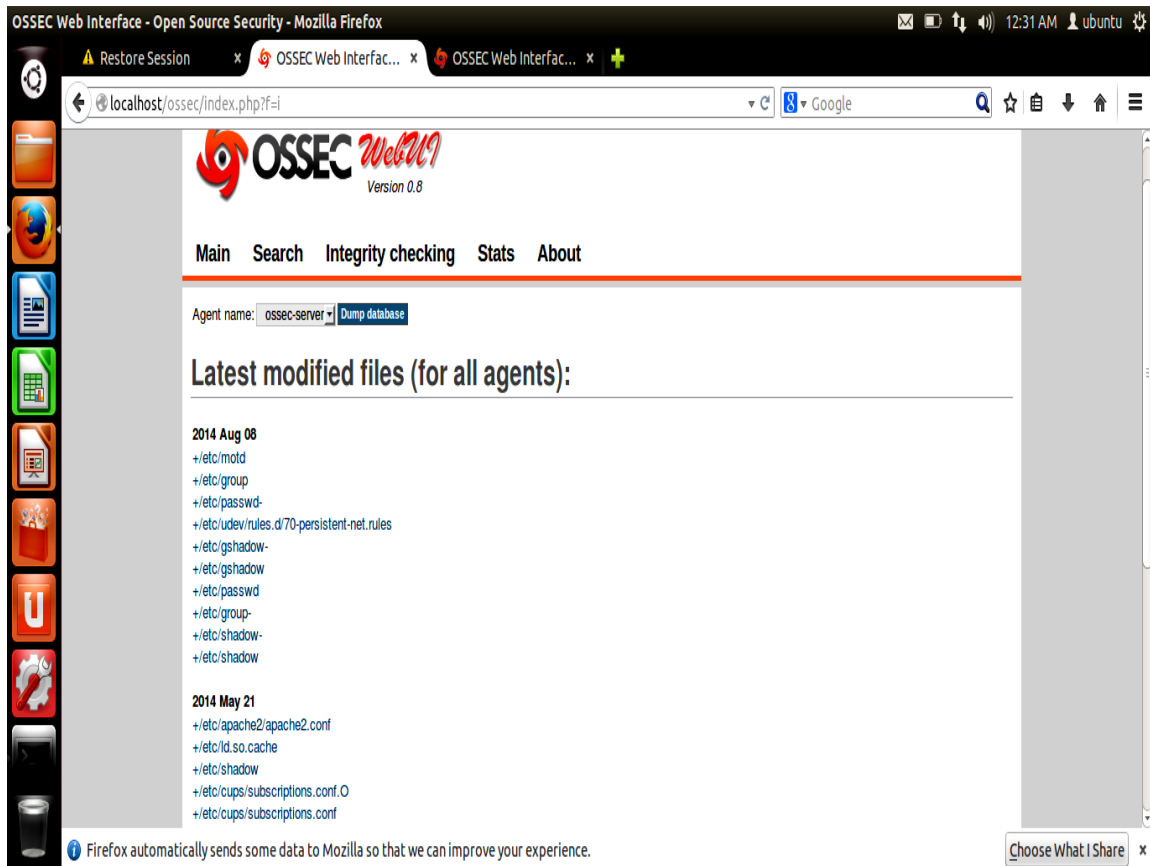 OSSEC Web Interface - Open Source Security - Mozilla Firefox
12:31 AM ubuntu
Restore Session x OSSEC Web Interfac... x OSSEC Web Interfac... x
localhost/ossec/index.php?f=i
8 Google
OSSEC WebUI
Version 0.8
Main Search Integrity checking Stats About
Agent name: ossec-server Dump database
Latest modified files (for all agents):
2014 Aug 08
+/etc/motd
+/etc/group
+/etc/passwd-
+/etc/udev/rules.d/70-persistent-net.rules
+/etc/gshadow-
+/etc/gshadow
+/etc/passwd
+/etc/group-
+/etc/shadow-
+/etc/shadow
2014 May 21
+/etc/apache2/apache2.conf
+/etc/ld.so.cache
+/etc/shadow
+/etc/cups/subscriptions.conf.O
+/etc/cups/subscriptions.conf
Firefox automatically sends some data to Mozilla so that we can improve your experience.
Choose What I Share x